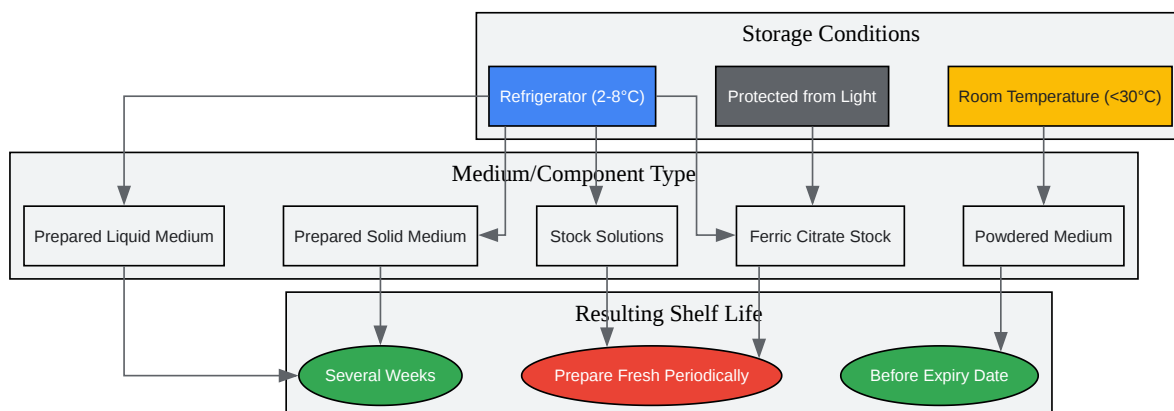 Storage Conditions
Refrigerator (2-8°C)
Protected from Light
Room Temperature (<30°C)
Medium/Component Type
Prepared Liquid Medium
Prepared Solid Medium
Stock Solutions
Ferric Citrate Stock
Powdered Medium
Resulting Shelf Life
Several Weeks
Prepare Fresh Periodically
Before Expiry Date